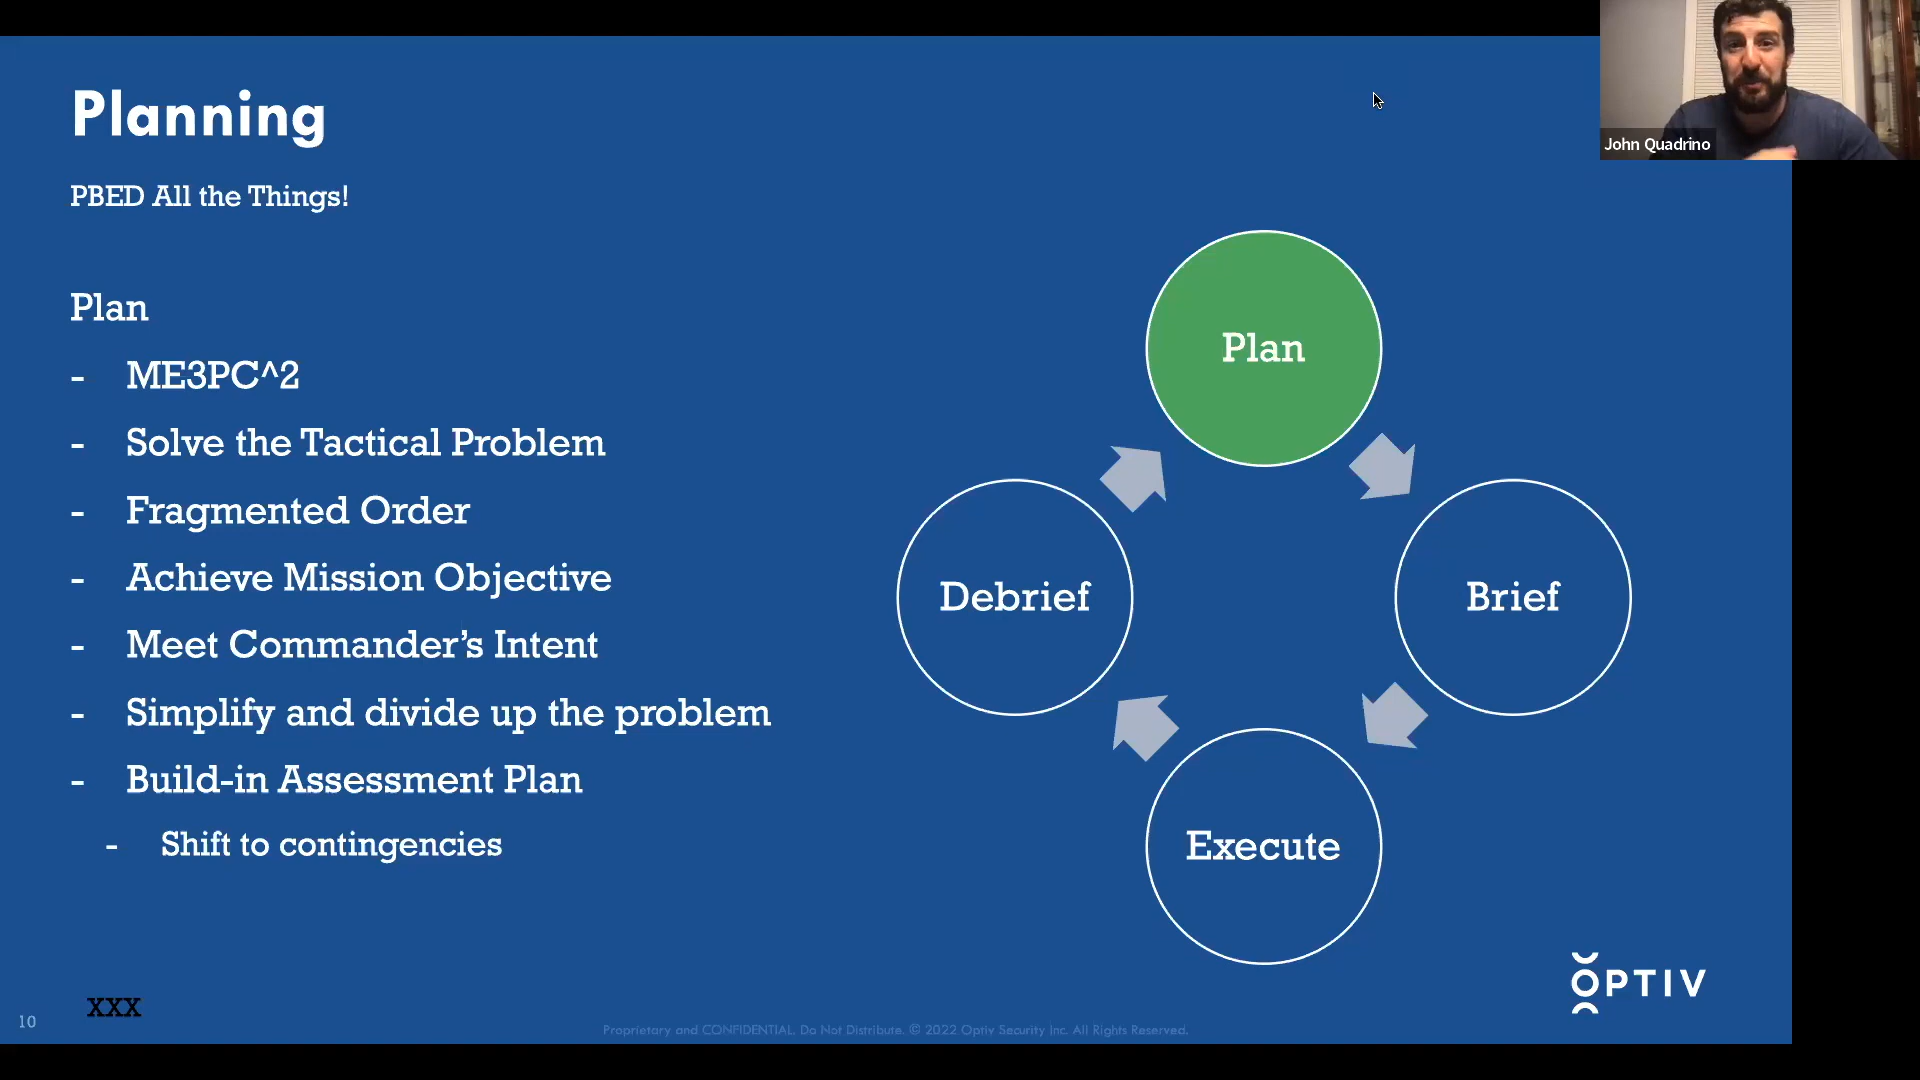 Planning
PBED All the Things!
Plan
- ME3PC^2
- Solve the Tactical Problem
- Fragmented Order
- Achieve Mission Objective
- Meet Commander’s Intent
- Simplify and divide up the problem
- Build-in Assessment Plan
- Shift to contingencies
Plan
Brief
Execute
Debrief
John Quadrino
OPTIV
XXX
10
Proprietary and CONFIDENTIAL. Do Not Distribute. © 2022 Optiv Security Inc. All Rights Reserved.